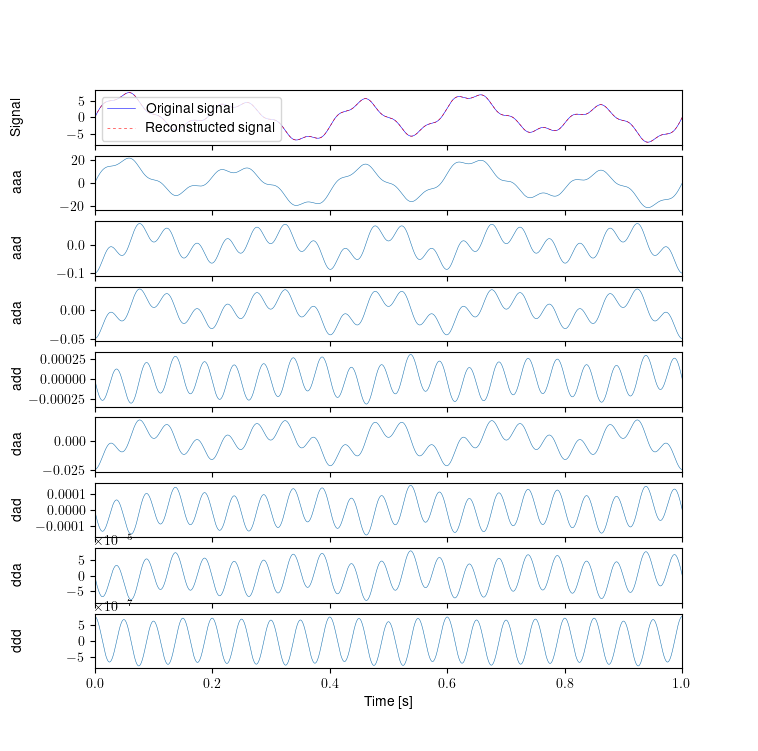 Signal
5
0
−5
Original signal
Reconstructed signal
aaa
20
0
−20
aad
0.0
−0.1
ada
0.00
−0.05
add
0.00025
0.00000
−0.00025
daa
0.000
−0.025
dad
0.0001
0.0000
−0.0001
dda
5
0
−5
ddd
5
0
−5
0.0 0.2 0.4 0.6 0.8 1.0
Time [s]